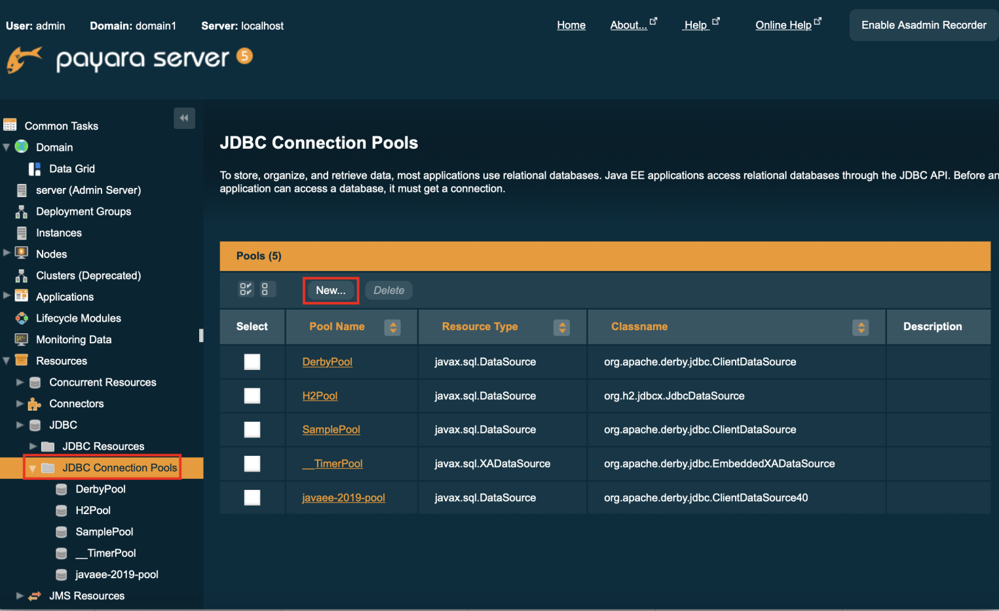 User: admin Domain: domain1 Server: localhost Home About... Help Online Help Enable Asadmin Recorder
payara server 5
Common Tasks
Domain
Data Grid
server (Admin Server)
Deployment Groups
Instances
Nodes
Clusters (Deprecated)
Applications
Lifecycle Modules
Monitoring Data
Resources
Concurrent Resources
Connectors
JDBC
JDBC Resources
JDBC Connection Pools
DerbyPool
H2Pool
SamplePool
__TimerPool
javaee-2019-pool
JMS Resources
JDBC Connection Pools
To store, organize, and retrieve data, most applications use relational databases. Java EE applications access relational databases through the JDBC API. Before an
application can access a database, it must get a connection.
Pools (5)
New... Delete
Select Pool Name Resource Type Classname Description
DerbyPool javax.sql.DataSource org.apache.derby.jdbc.ClientDataSource
H2Pool javax.sql.DataSource org.h2.jdbcx.JdbcDataSource
SamplePool javax.sql.DataSource org.apache.derby.jdbc.ClientDataSource
__TimerPool javax.sql.XADataSource org.apache.derby.jdbc.EmbeddedXADataSource
javaee-2019-pool javax.sql.DataSource org.apache.derby.jdbc.ClientDataSource40